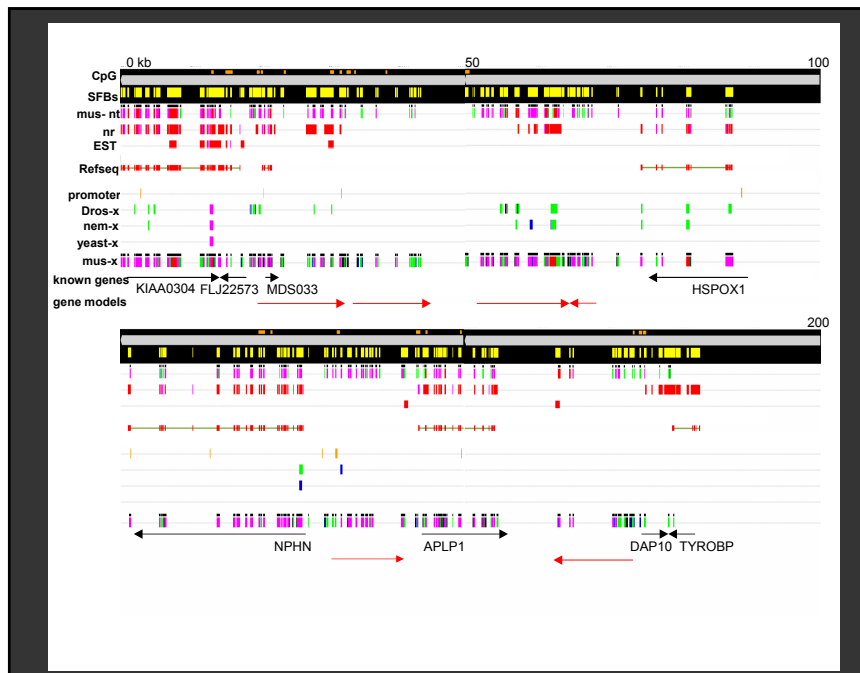 0 kb 50 100
CpG
SFBs
mus- nt
nr
EST
Refseq
promoter
Dros-x
nem-x
yeast-x
mus-x
known genes
KIAA0304 FLJ22573 MDS033 HSPOX1
gene models
200
NPHN APLP1 DAP10 TYROBP